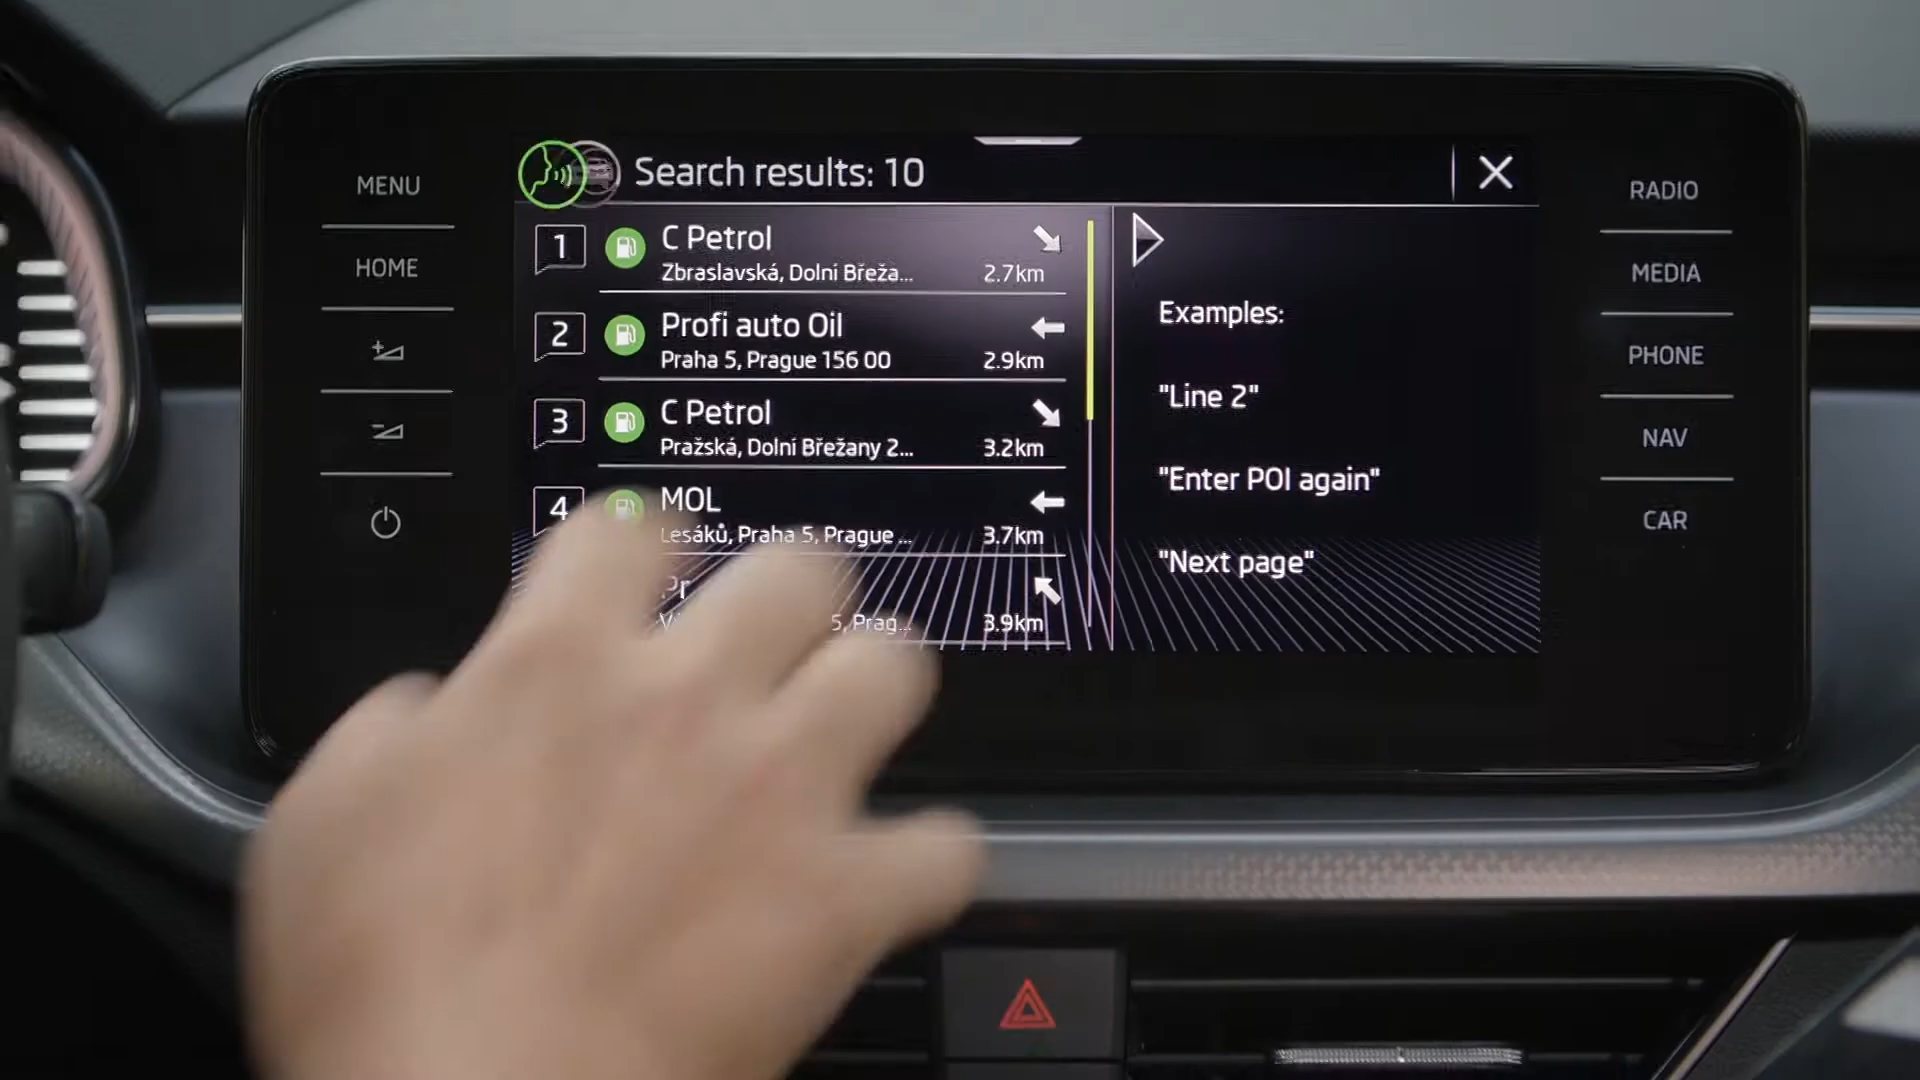 MENU
HOME
Search results: 10
1
C Petrol
Zbraslavská, Dolní Břeža...
2.7km
2
Profi auto Oil
Praha 5, Prague 156 00
2.9km
3
C Petrol
Pražská, Dolní Břežany 2...
3.2km
4
MOL
Lesáků, Praha 5, Prague ...
3.7km
5, Prag...
3.9km
Examples:
"Line 2"
"Enter POI again"
"Next page"
RADIO
MEDIA
PHONE
NAV
CAR